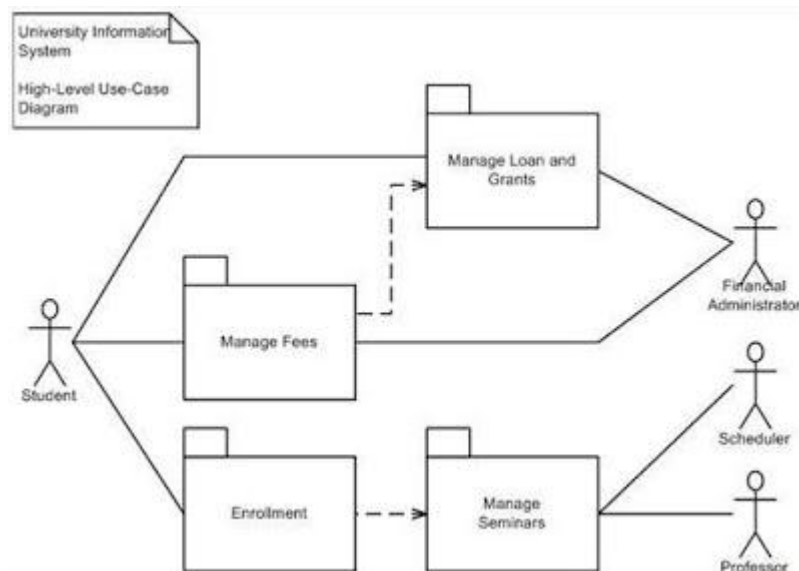 University Information
System
High-Level Use-Case
Diagram
Manage Loan and
Grants
Financial
Administrator
Manage Fees
Student
Scheduler
Enrollment
Manage
Seminars
Professor